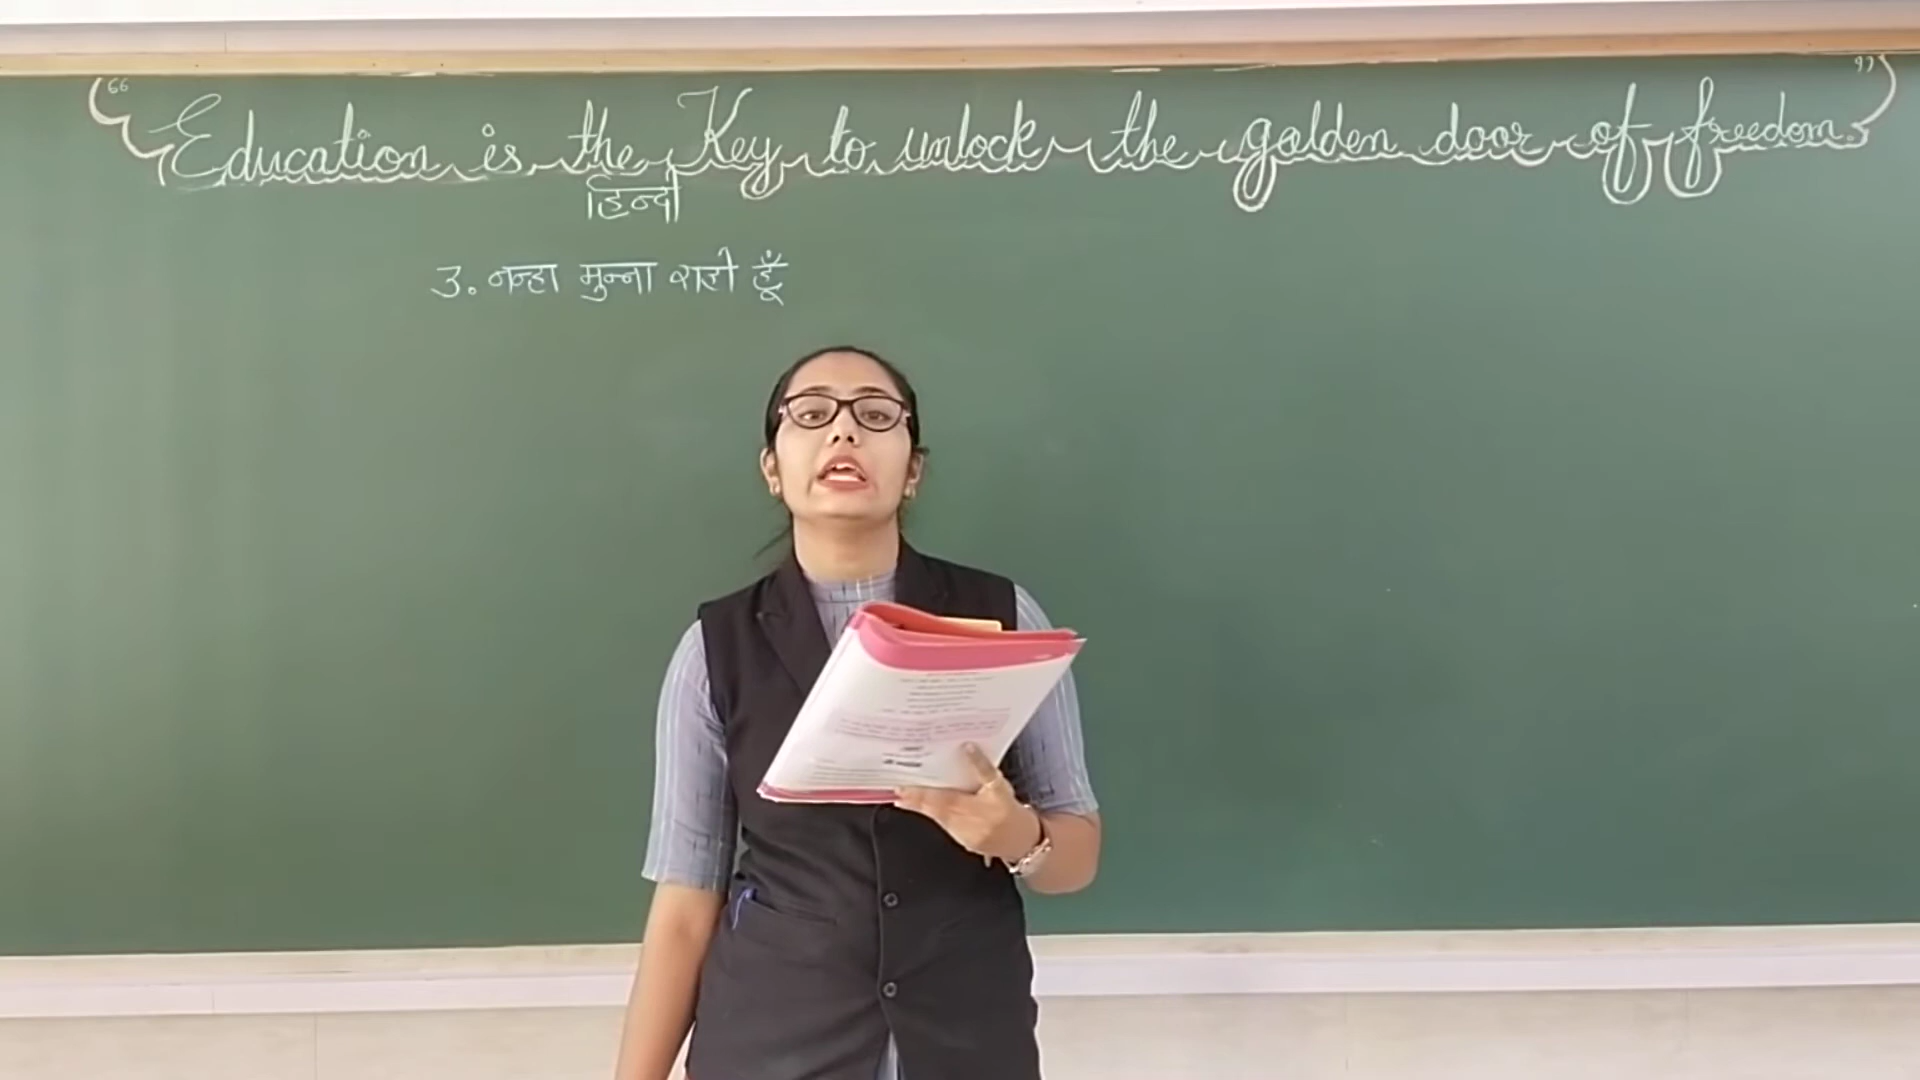 “Education is the Key to unlock the golden door of freedom.”
हिन्दी
3. नन्हा मुन्ना राही हूँ